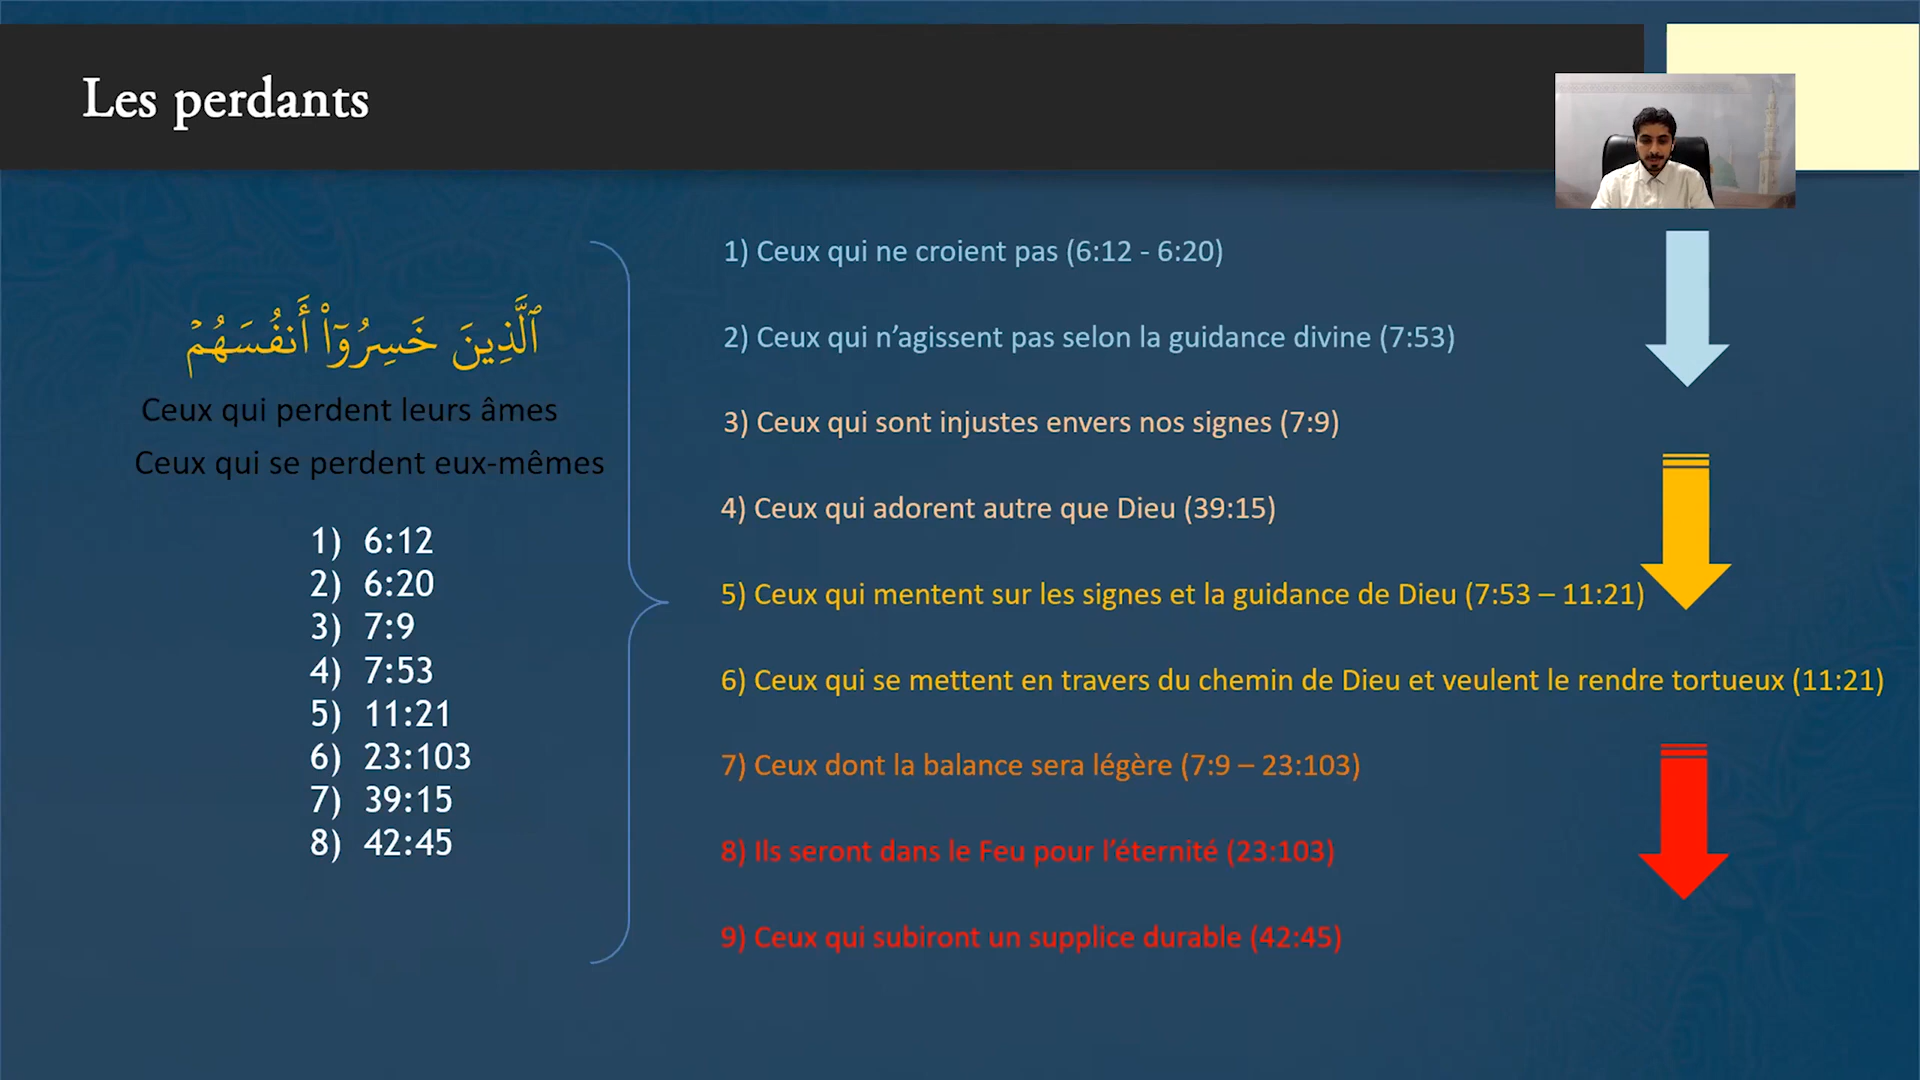 Les perdants
ٱلَّذِينَ خَسِرُوٓا۟ أَنفُسَهُمْ
Ceux qui perdent leurs âmes
Ceux qui se perdent eux-mêmes
1) 6:12
2) 6:20
3) 7:9
4) 7:53
5) 11:21
6) 23:103
7) 39:15
8) 42:45
1) Ceux qui ne croient pas (6:12 - 6:20)
2) Ceux qui n’agissent pas selon la guidance divine (7:53)
3) Ceux qui sont injustes envers nos signes (7:9)
4) Ceux qui adorent autre que Dieu (39:15)
5) Ceux qui mentent sur les signes et la guidance de Dieu (7:53 – 11:21)
6) Ceux qui se mettent en travers du chemin de Dieu et veulent le rendre tortueux (11:21)
7) Ceux dont la balance sera légère (7:9 – 23:103)
8) Ils seront dans le Feu pour l’éternité (23:103)
9) Ceux qui subiront un supplice durable (42:45)